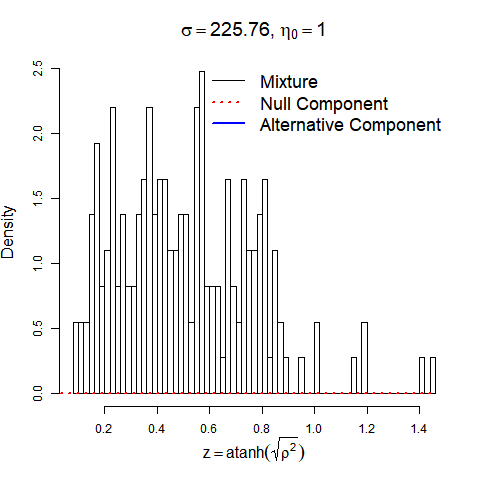 σ = 225.76, η₀ = 1
Mixture
Null Component
Alternative Component
Density
2.5
2.0
1.5
1.0
0.5
0.0
0.2 0.4 0.6 0.8 1.0 1.2 1.4
z = atanh(√ρ²)